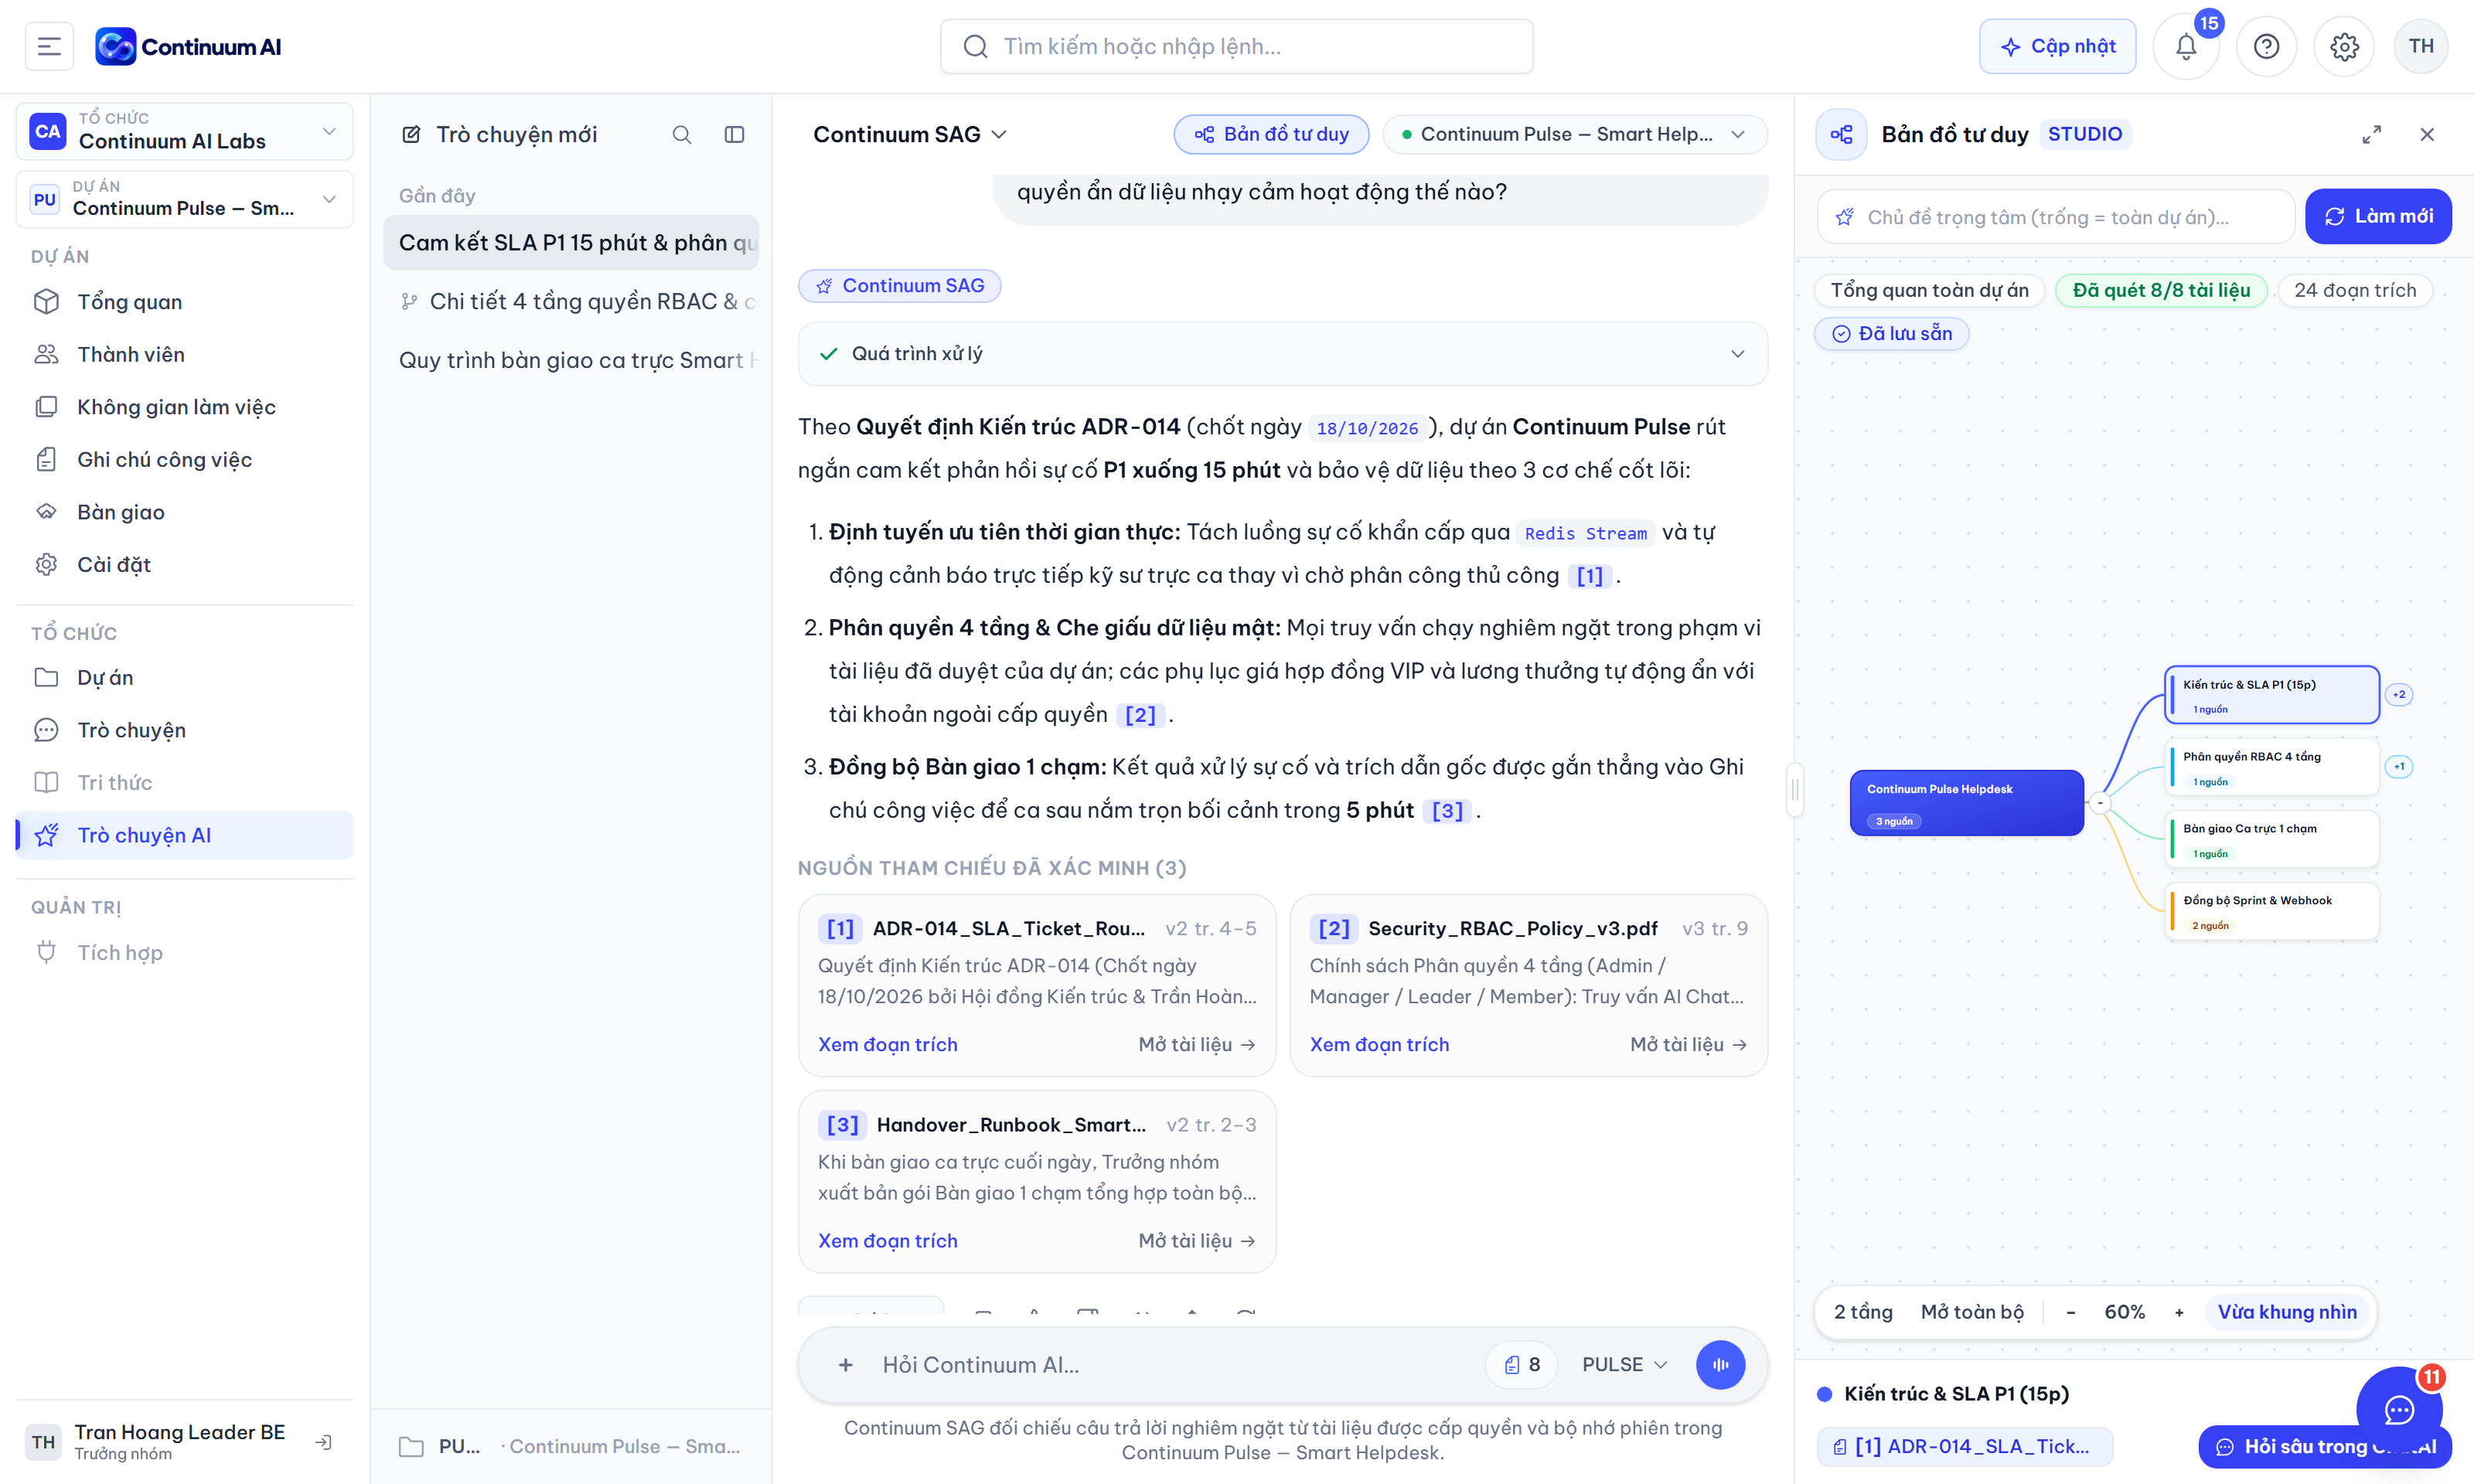 Continuum AI
Tìm kiếm hoặc nhập lệnh...
Cập nhật
15
TH
CA
TỔ CHỨC
Continuum AI Labs
PU
DỰ ÁN
Continuum Pulse – Sm...
DỰ ÁN
Tổng quan
Thành viên
Không gian làm việc
Ghi chú công việc
Bàn giao
Cài đặt
TỔ CHỨC
Dự án
Trò chuyện
Tri thức
Trò chuyện AI
QUẢN TRỊ
Tích hợp
TH
Tran Hoang Leader BE
Trưởng nhóm
Trò chuyện mới
Gần đây
Cam kết SLA P1 15 phút & phân qu
Chi tiết 4 tầng quyền RBAC & c
Quy trình bàn giao ca trực Smart H
PU... · Continuum Pulse – Sma...
Continuum SAG
Bản đồ tư duy
Continuum Pulse – Smart Help...
quyền ẩn dữ liệu nhạy cảm hoạt động thế nào?
Continuum SAG
Quá trình xử lý
Theo Quyết định Kiến trúc ADR-014 (chốt ngày 18/10/2026), dự án Continuum Pulse rút
ngắn cam kết phản hồi sự cố P1 xuống 15 phút và bảo vệ dữ liệu theo 3 cơ chế cốt lõi:
1. Định tuyến ưu tiên thời gian thực: Tách luồng sự cố khẩn cấp qua Redis Stream và tự
động cảnh báo trực tiếp kỹ sư trực ca thay vì chờ phân công thủ công [1].
2. Phân quyền 4 tầng & Che giấu dữ liệu mật: Mọi truy vấn chạy nghiêm ngặt trong phạm vi
tài liệu đã duyệt của dự án; các phụ lục giá hợp đồng VIP và lương thưởng tự động ẩn với
tài khoản ngoài cấp quyền [2].
3. Đồng bộ Bàn giao 1 chạm: Kết quả xử lý sự cố và trích dẫn gốc được gắn thẳng vào Ghi
chú công việc để ca sau nắm trọn bối cảnh trong 5 phút [3].
NGUỒN THAM CHIẾU ĐÃ XÁC MINH (3)
[1] ADR-014_SLA_Ticket_Rou... v2 tr. 4–5
Quyết định Kiến trúc ADR-014 (Chốt ngày
18/10/2026 bởi Hội đồng Kiến trúc & Trần Hoàn...
Xem đoạn trích Mở tài liệu →
[2] Security_RBAC_Policy_v3.pdf v3 tr. 9
Chính sách Phân quyền 4 tầng (Admin /
Manager / Leader / Member): Truy vấn AI Chat...
Xem đoạn trích Mở tài liệu →
[3] Handover_Runbook_Smart... v2 tr. 2–3
Khi bàn giao ca trực cuối ngày, Trưởng nhóm
xuất bản gói Bàn giao 1 chạm tổng hợp toàn bộ...
Xem đoạn trích Mở tài liệu →
Hỏi Continuum AI...
8
PULSE
Continuum SAG đối chiếu câu trả lời nghiêm ngặt từ tài liệu được cấp quyền và bộ nhớ phiên trong
Continuum Pulse – Smart Helpdesk.
Bản đồ tư duy STUDIO
Chủ đề trọng tâm (trống = toàn dự án)...
Làm mới
Tổng quan toàn dự án
Đã quét 8/8 tài liệu
24 đoạn trích
Đã lưu sẵn
Continuum Pulse Helpdesk
3 nguồn
-
Kiến trúc & SLA P1 (15p)
1 nguồn
+2
Phân quyền RBAC 4 tầng
1 nguồn
+1
Bàn giao Ca trực 1 chạm
1 nguồn
Đồng bộ Sprint & Webhook
2 nguồn
2 tầng Mở toàn bộ − 60% + Vừa khung nhìn
Kiến trúc & SLA P1 (15p)
11
[1] ADR-014_SLA_Tick...
Hỏi sâu trong